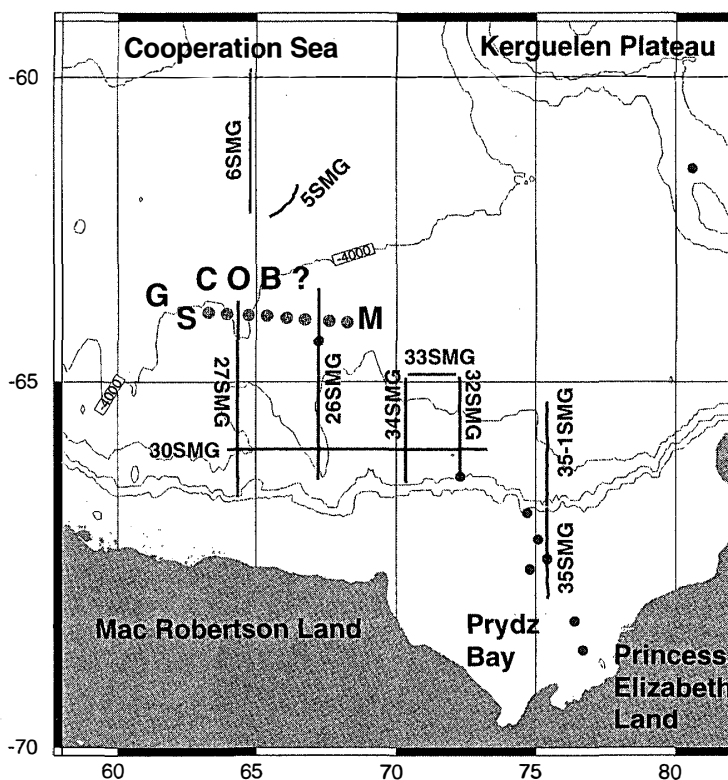 Cooperation Sea
Kerguelen Plateau
-60
9SMG
5SMG
-4000
C O B ?
G
S
M
33SMG
-65
-4000
27SMG
26SMG
34SMG
32SMG
35-1SMG
30SMG
35SMG
Mac Robertson Land
Prydz
Bay
Princess
Elizabeth
Land
-70
60
65
70
75
80